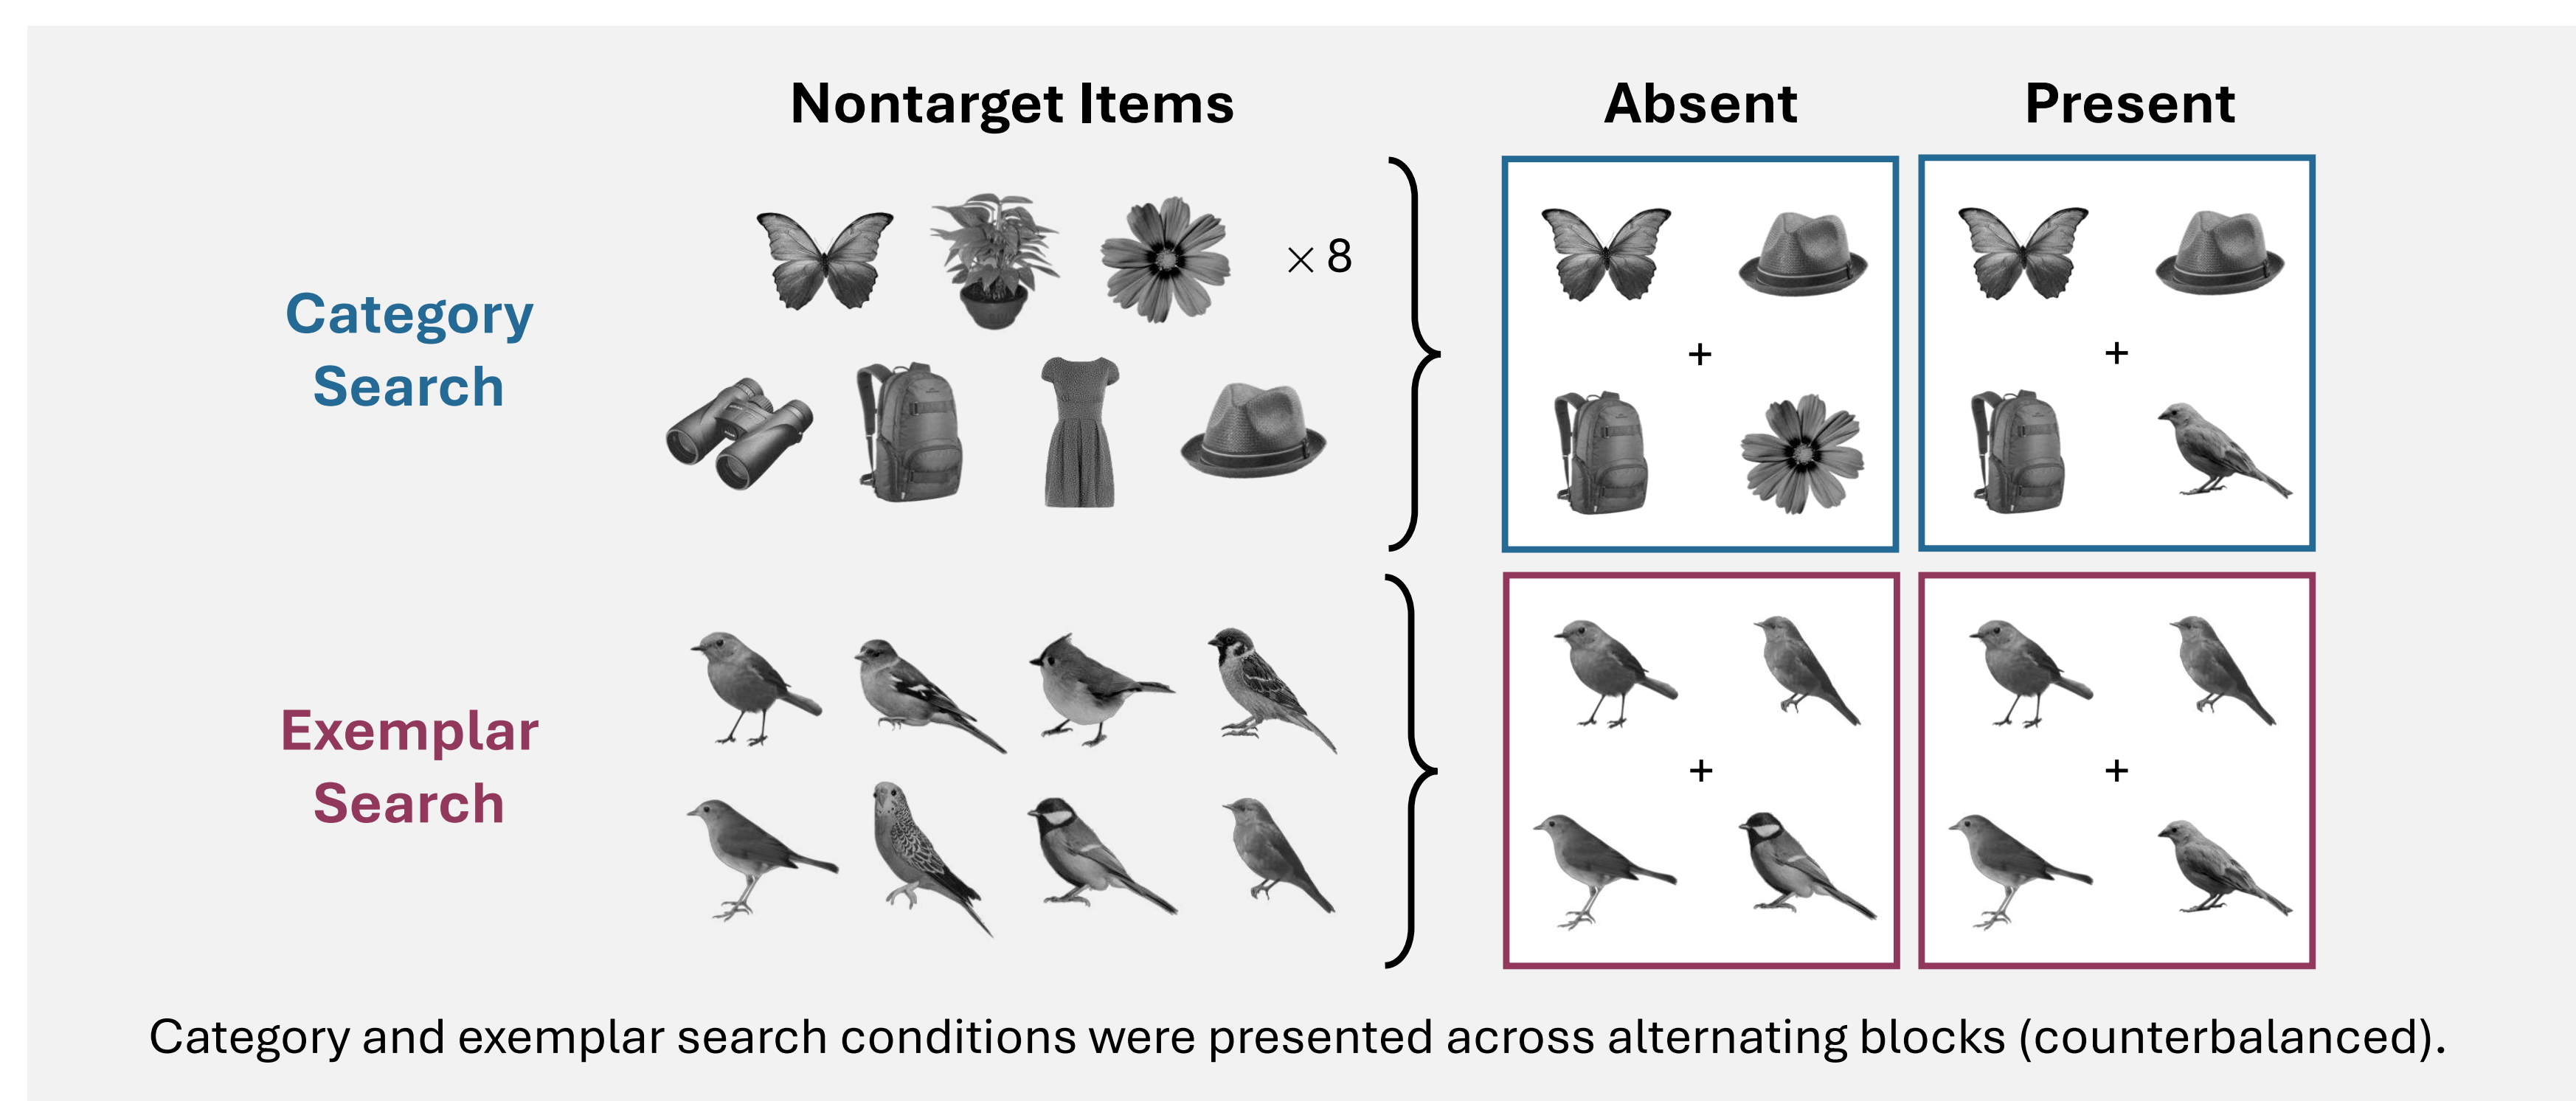 Nontarget Items
Absent
Present
Category
Search
× 8
+
+
Exemplar
Search
+
+
Category and exemplar search conditions were presented across alternating blocks (counterbalanced).